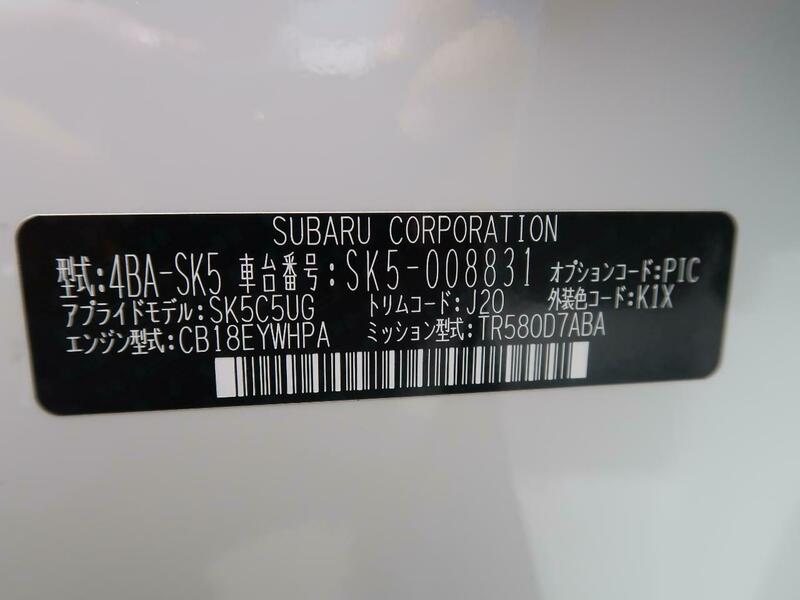 SUBARU CORPORATION
型式:4BA-SK5 車台番号:SK5-008831 オプションコード:PIC
アプライドモデル:SK5C5UG トリムコード:J20 外装色コード:K1X
エンジン型式:CB18EYWHPA ミッション型式:TR580D7ABA